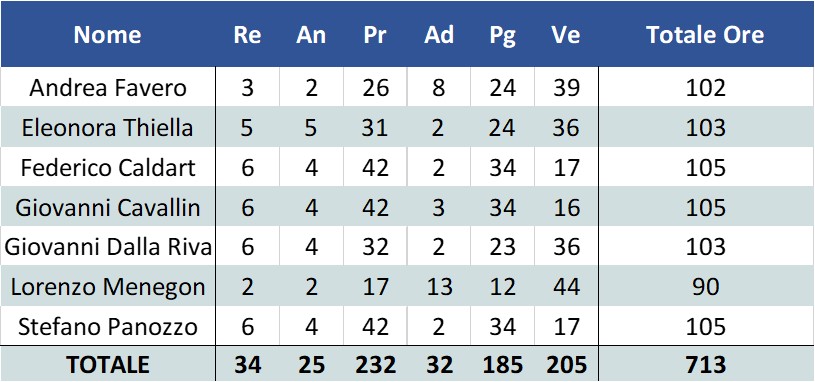 Nome Re An Pr Ad Pg Ve Totale Ore
Andrea Favero 3 2 26 8 24 39 102
Eleonora Thiella 5 5 31 2 24 36 103
Federico Caldart 6 4 42 2 34 17 105
Giovanni Cavallin 6 4 42 3 34 16 105
Giovanni Dalla Riva 6 4 32 2 23 36 103
Lorenzo Menegon 2 2 17 13 12 44 90
Stefano Panozzo 6 4 42 2 34 17 105
TOTALE 34 25 232 32 185 205 713